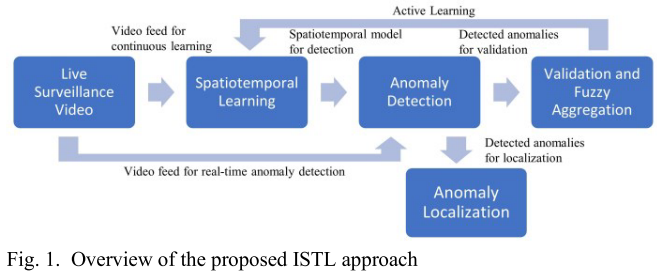 Active Learning
Video feed for
continuous learning
Spatiotemporal model
for detection
Detected anomalies
for validation
Live
Surveillance
Video
Spatiotemporal
Learning
Anomaly
Detection
Validation and
Fuzzy
Aggregation
Video feed for real-time anomaly detection
Detected anomalies
for localization
Anomaly
Localization
Fig. 1. Overview of the proposed ISTL approach